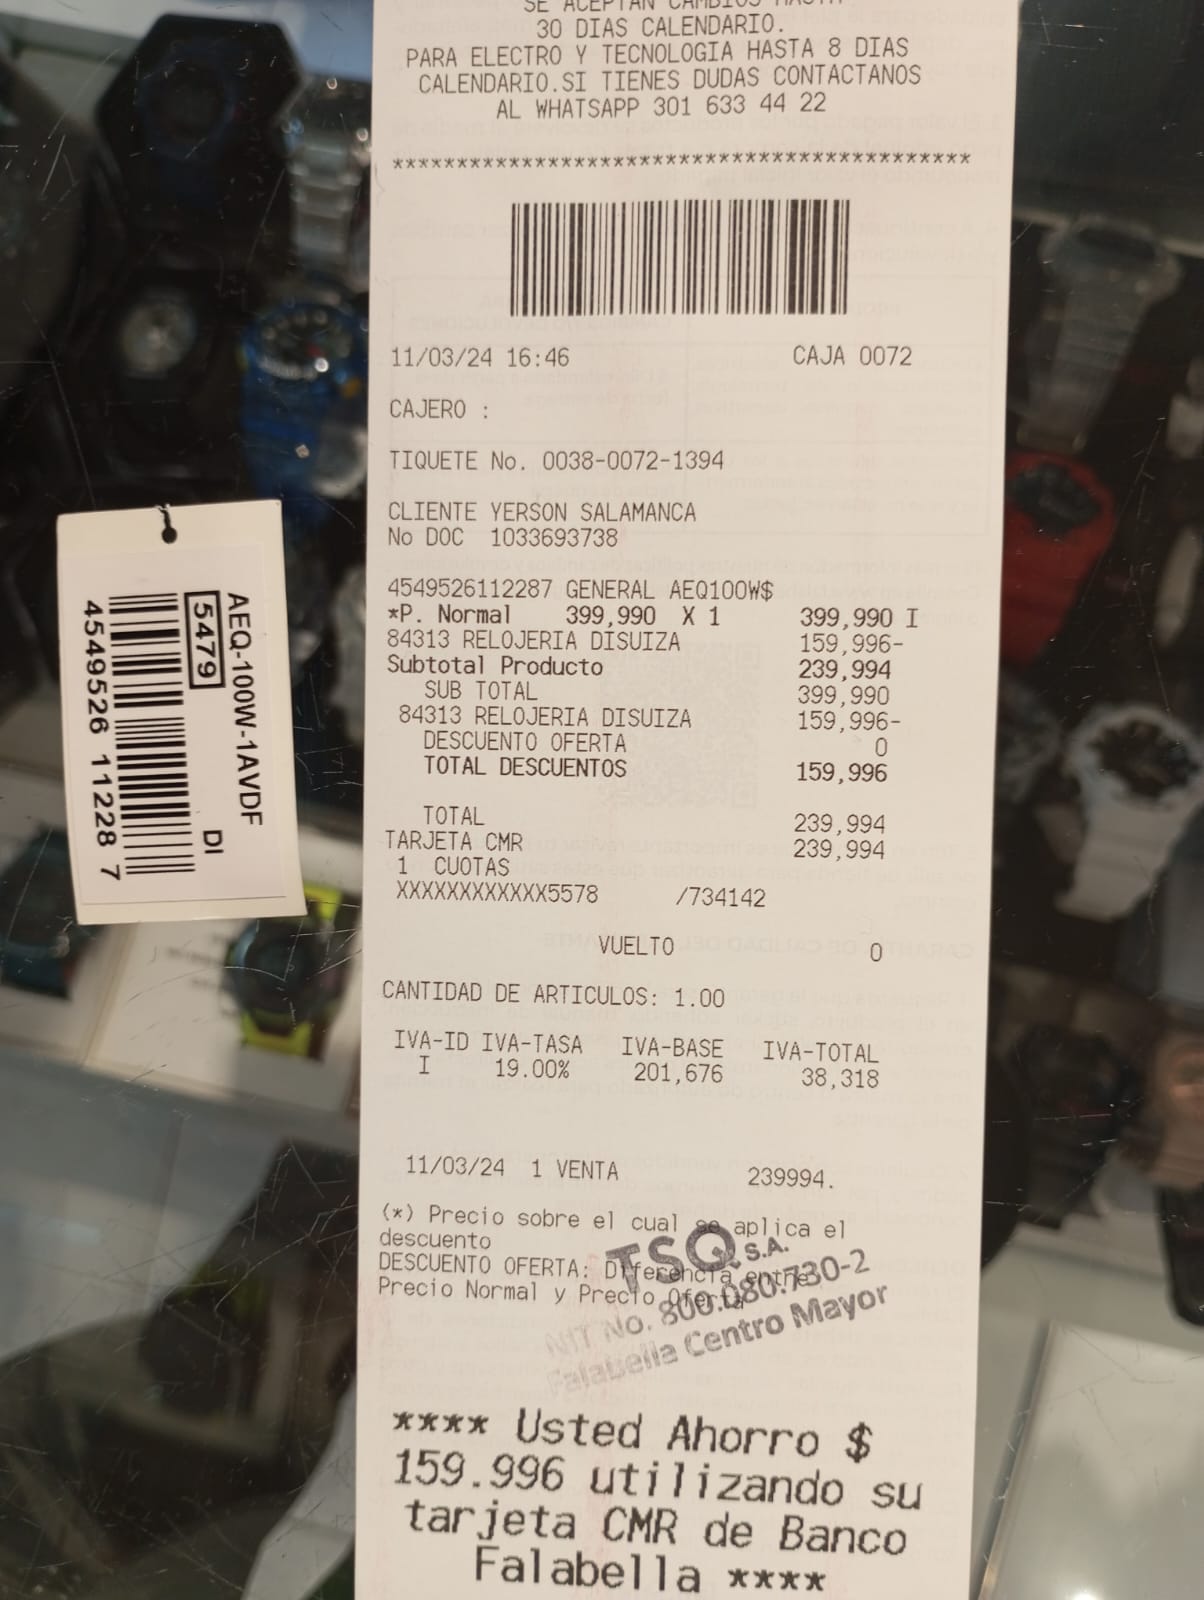 SE ACEPTAN CAMBIOS HASTA
30 DIAS CALENDARIO.
PARA ELECTRO Y TECNOLOGIA HASTA 8 DIAS
CALENDARIO.SI TIENES DUDAS CONTACTANOS
AL WHATSAPP 301 633 44 22
*********************************************
11/03/24 16:46 CAJA 0072
CAJERO :
TIQUETE No. 0038-0072-1394
CLIENTE YERSON SALAMANCA
No DOC 1033693738
4549526112287 GENERAL AEQ100W$
*P. Normal 399,990 X 1 399,990 I
84313 RELOJERIA DISUIZA 159,996-
Subtotal Producto 239,994
SUB TOTAL 399,990
84313 RELOJERIA DISUIZA 159,996-
DESCUENTO OFERTA 0
TOTAL DESCUENTOS 159,996
TOTAL 239,994
TARJETA CMR 239,994
1 CUOTAS
XXXXXXXXXXXX5578 /734142
VUELTO 0
CANTIDAD DE ARTICULOS: 1.00
IVA-ID IVA-TASA IVA-BASE IVA-TOTAL
I 19.00% 201,676 38,318
11/03/24 1 VENTA 239994.
(*) Precio sobre el cual se aplica el
descuento
DESCUENTO OFERTA: Diferencia entre
Precio Normal y Precio Oferta
TSQ S.A.
NIT No. 800.080.730-2
Falabella Centro Mayor
**** Usted Ahorro $
159.996 utilizando su
tarjeta CMR de Banco
Falabella ****
AEQ-100W-1AVDF
5479 DI
4549526 11228 7